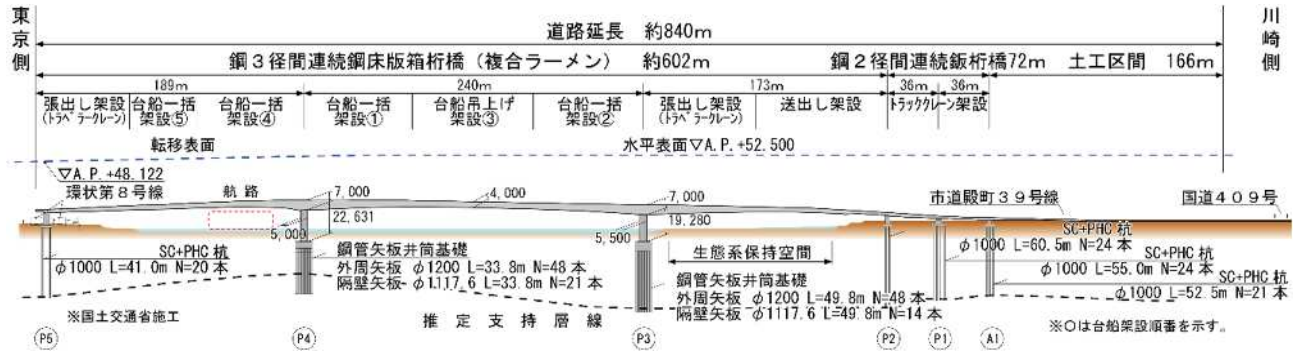 東京側
川崎側
道路延長 約840m
鋼3径間連続鋼床版箱桁橋(複合ラーメン) 約602m
鋼2径間連続鈑桁橋72m
土工区間 166m
189m
240m
173m
36m
36m
張出し架設
(トラベラークレーン)
台船一括
架設⑤
台船一括
架設④
台船一括
架設①
台船吊上げ
架設③
台船一括
架設②
張出し架設
(トラベラークレーン)
送出し架設
トラッククレーン架設
転移表面
水平表面▽A.P.+52.500
▽A.P.+48.122
環状第8号線
航路
7,000
4,000
7,000
22,631
19,280
5,000
5,500
市道殿町39号線
国道409号
SC+PHC杭
φ1000 L=41.0m N=20本
鋼管矢板井筒基礎
外周矢板 φ1200 L=33.8m N=48本
隔壁矢板 φ1117.6 L=33.8m N=21本
生態系保持空間
鋼管矢板井筒基礎
外周矢板 φ1200 L=49.8m N=48本
隔壁矢板 φ1117.6 L=49.8m N=14本
SC+PHC杭
φ1000 L=60.5m N=24本
SC+PHC杭
φ1000 L=55.0m N=24本
SC+PHC杭
φ1000 L=52.5m N=21本
※国土交通省施工
推定支持層線
※○は台船架設順番を示す。
P5
P4
P3
P2
P1
A1